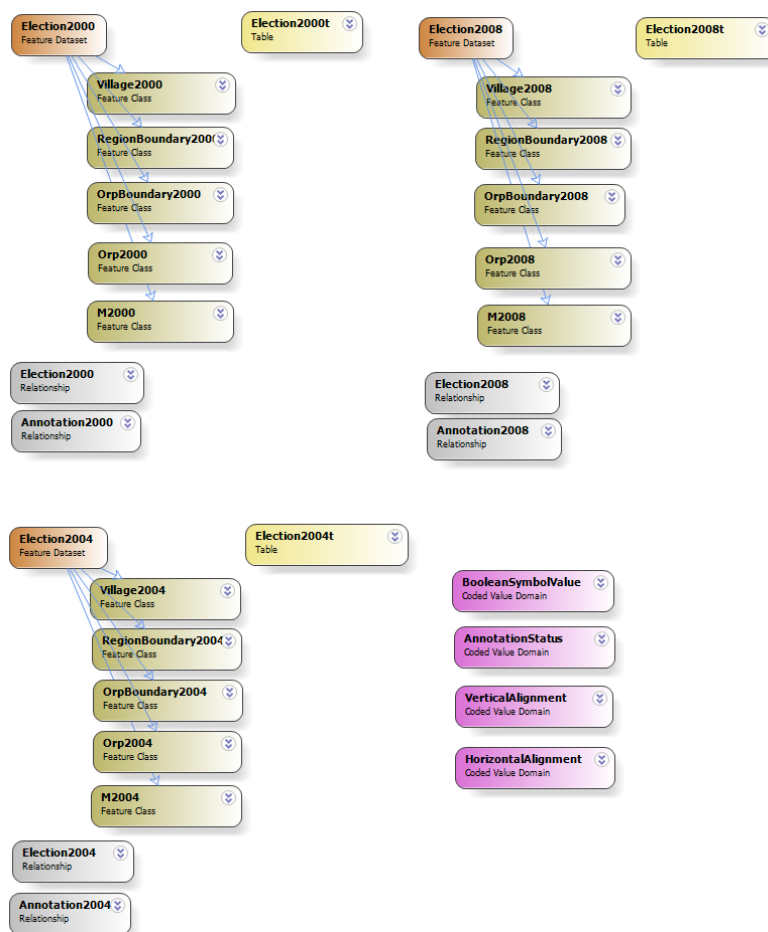 Election2000
Feature Dataset
Election2000t
Table
Village2000
Feature Class
RegionBoundary200
Feature Class
OrpBoundary2000
Feature Class
Orp2000
Feature Class
M2000
Feature Class
Election2000
Relationship
Annotation2000
Relationship
Election2008
Feature Dataset
Election2008t
Table
Village2008
Feature Class
RegionBoundary2008
Feature Class
OrpBoundary2008
Feature Class
Orp2008
Feature Class
M2008
Feature Class
Election2008
Relationship
Annotation2008
Relationship
Election2004
Feature Dataset
Election2004t
Table
Village2004
Feature Class
RegionBoundary2004
Feature Class
OrpBoundary2004
Feature Class
Orp2004
Feature Class
M2004
Feature Class
Election2004
Relationship
Annotation2004
Relationship
BooleanSymbolValue
Coded Value Domain
AnnotationStatus
Coded Value Domain
VerticalAlignment
Coded Value Domain
HorizontalAlignment
Coded Value Domain